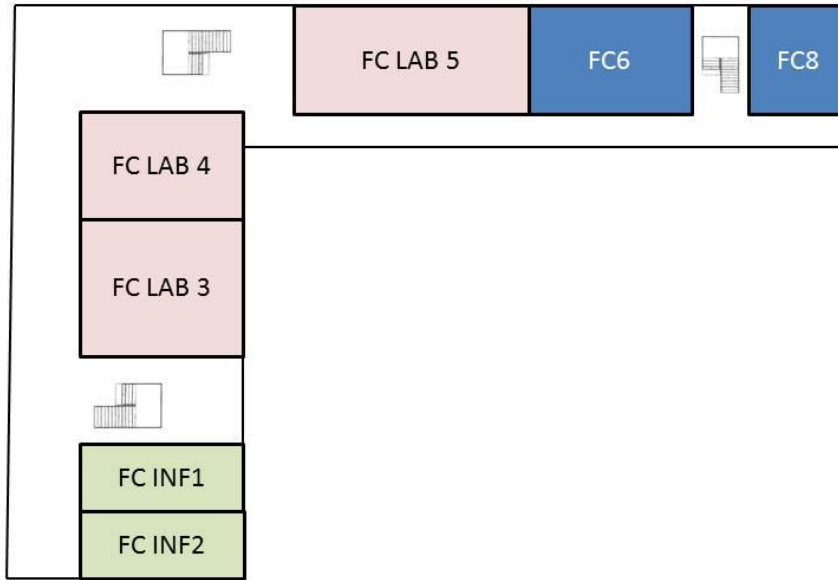 FC LAB 5
FC6
FC8
FC LAB 4
FC LAB 3
FC INF1
FC INF2